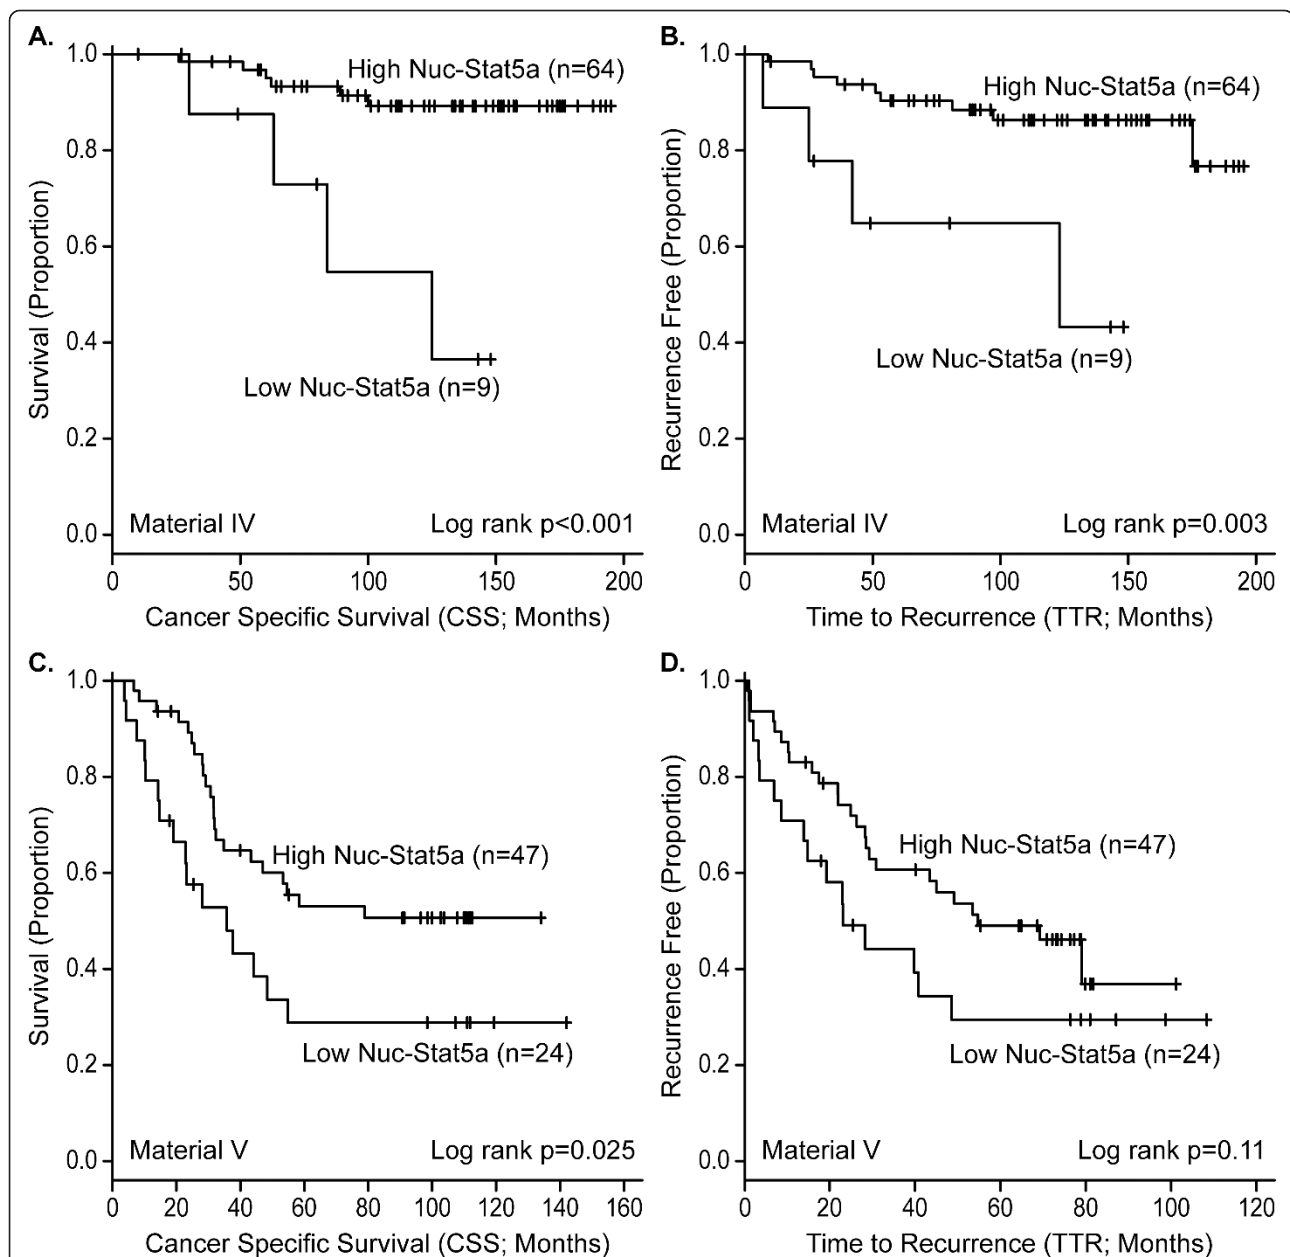 A.
Survival (Proportion)
1.0
0.8
0.6
0.4
0.2
0.0
High Nuc-Stat5a (n=64)
Low Nuc-Stat5a (n=9)
Material IV
Log rank p<0.001
0 50 100 150 200
Cancer Specific Survival (CSS; Months)
B.
Recurrence Free (Proportion)
1.0
0.8
0.6
0.4
0.2
0.0
High Nuc-Stat5a (n=64)
Low Nuc-Stat5a (n=9)
Material IV
Log rank p=0.003
0 50 100 150 200
Time to Recurrence (TTR; Months)
C.
Survival (Proportion)
1.0
0.8
0.6
0.4
0.2
0.0
High Nuc-Stat5a (n=47)
Low Nuc-Stat5a (n=24)
Material V
Log rank p=0.025
0 20 40 60 80 100 120 140 160
Cancer Specific Survival (CSS; Months)
D.
Recurrence Free (Proportion)
1.0
0.8
0.6
0.4
0.2
0.0
High Nuc-Stat5a (n=47)
Low Nuc-Stat5a (n=24)
Material V
Log rank p=0.11
0 20 40 60 80 100 120
Time to Recurrence (TTR; Months)